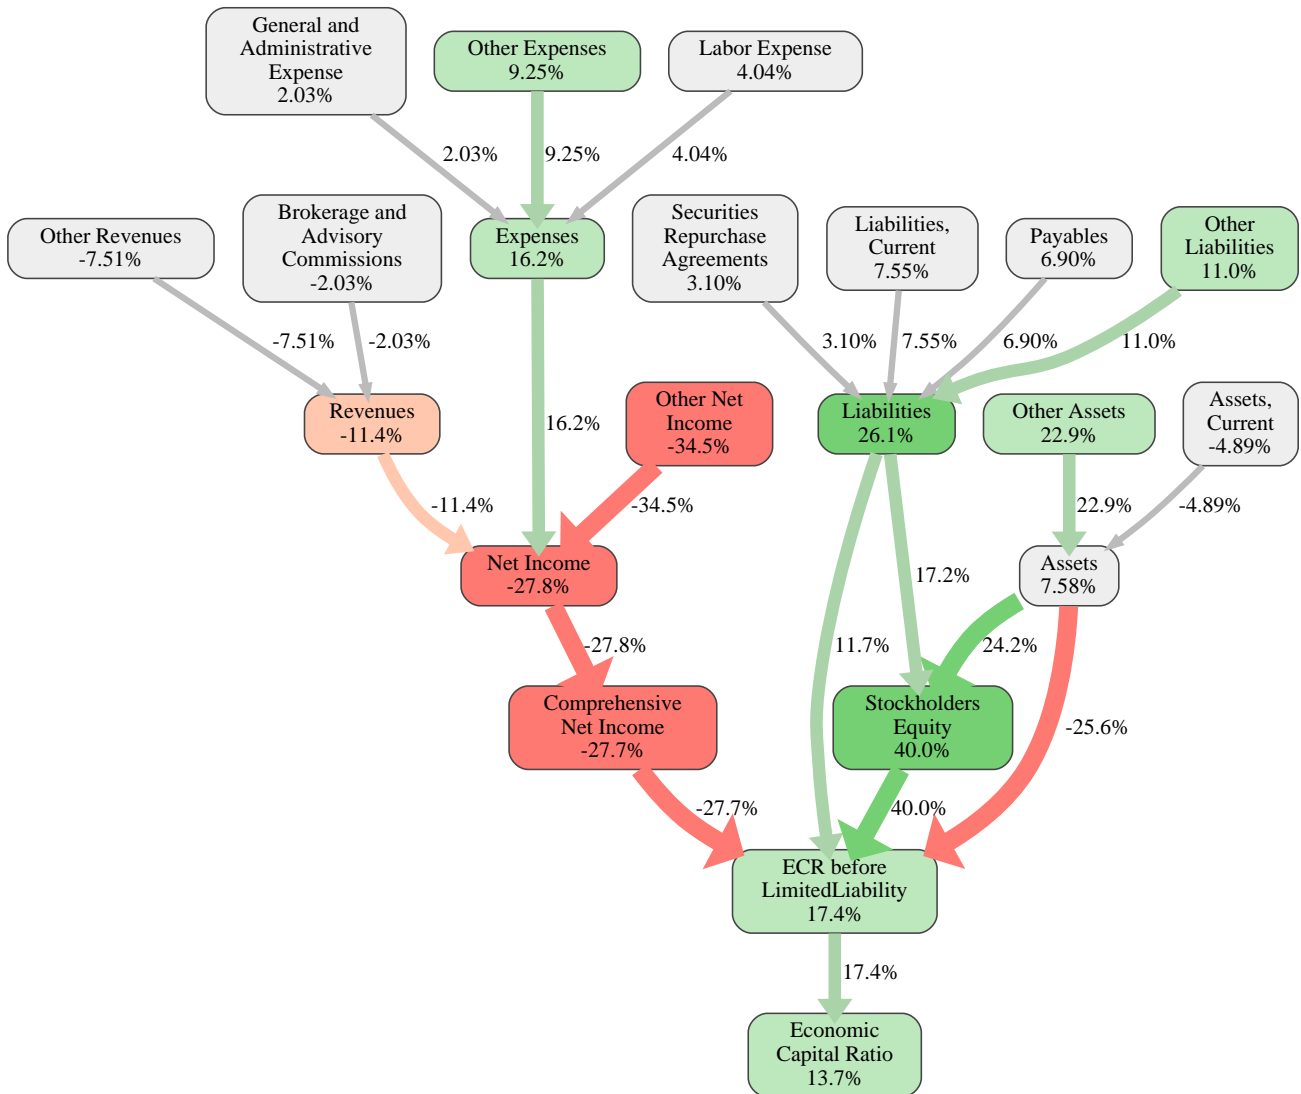 General and
Administrative
Expense
2.03%
Other Expenses
9.25%
Labor Expense
4.04%
2.03%
9.25%
4.04%
Other Revenues
-7.51%
Brokerage and
Advisory
Commissions
-2.03%
Expenses
16.2%
Securities
Repurchase
Agreements
3.10%
Liabilities,
Current
7.55%
Payables
6.90%
Other
Liabilities
11.0%
-7.51%
-2.03%
3.10%
7.55%
6.90%
11.0%
Revenues
-11.4%
Other Net
Income
-34.5%
Liabilities
26.1%
Other Assets
22.9%
Assets,
Current
-4.89%
16.2%
-11.4%
-34.5%
22.9%
-4.89%
Net Income
-27.8%
Assets
7.58%
17.2%
-27.8%
11.7%
24.2%
Comprehensive
Net Income
-27.7%
Stockholders
Equity
40.0%
-25.6%
-27.7%
40.0%
ECR before
LimitedLiability
17.4%
17.4%
Economic
Capital Ratio
13.7%